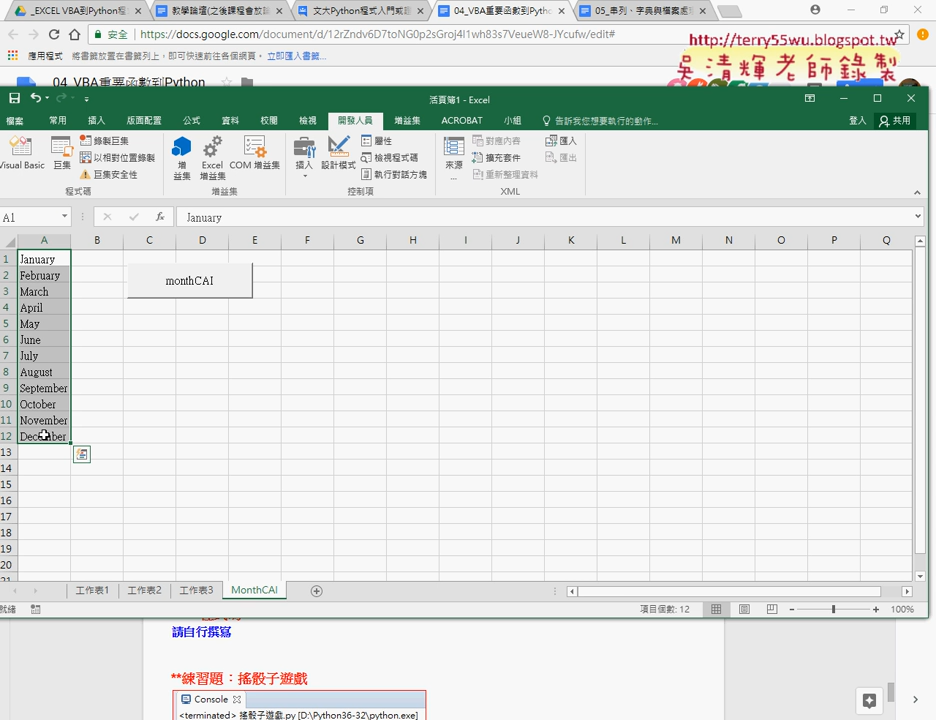 _EXCEL VBA到Python程
教學論壇(之後課程會放論
文大Python程式入門或超
04_VBA重要函數到Pytho
05_串列、字典與檔案處
安全
https://docs.google.com/document/d/12rZndv6D7toNG0p2sGroj4l1wh83s7VeueW8-JYcufw/edit#
http://terry55wu.blogspot.tw
吳清輝老師錄製
應用程式
將書籤放置在書籤列上，即可快速前往各個網頁。
立即匯入書籤...
04_VBA重要函數到Python
活頁簿1 - Excel
檔案
常用
插入
版面配置
公式
資料
校閱
檢視
開發人員
增益集
ACROBAT
小組
告訴我您想要執行的動作...
登入
共用
Visual Basic
巨集
錄製巨集
以相對位置錄製
巨集安全性
程式碼
增益集
Excel 增益集
COM 增益集
增益集
插入
設計模式
屬性
檢視程式碼
執行對話方塊
控制項
來源
...
對應內容
擴充套件
重新整理資料
匯入
匯出
XML
A1
fx
January
A B C D E F G H I J K L M N O P Q
1 January
2 February
3 March
4 April
5 May
6 June
7 July
8 August
9 September
10 October
11 November
12 December
13
14
15
16
17
18
19
20
21
monthCAI
工作表1
工作表2
工作表3
MonthCAI
就緒
項目個數: 12
100%
請自行撰寫
**練習題：搖骰子遊戲
Console
<terminated> 搖骰子遊戲.py [D:\Python36-32\python.exe]